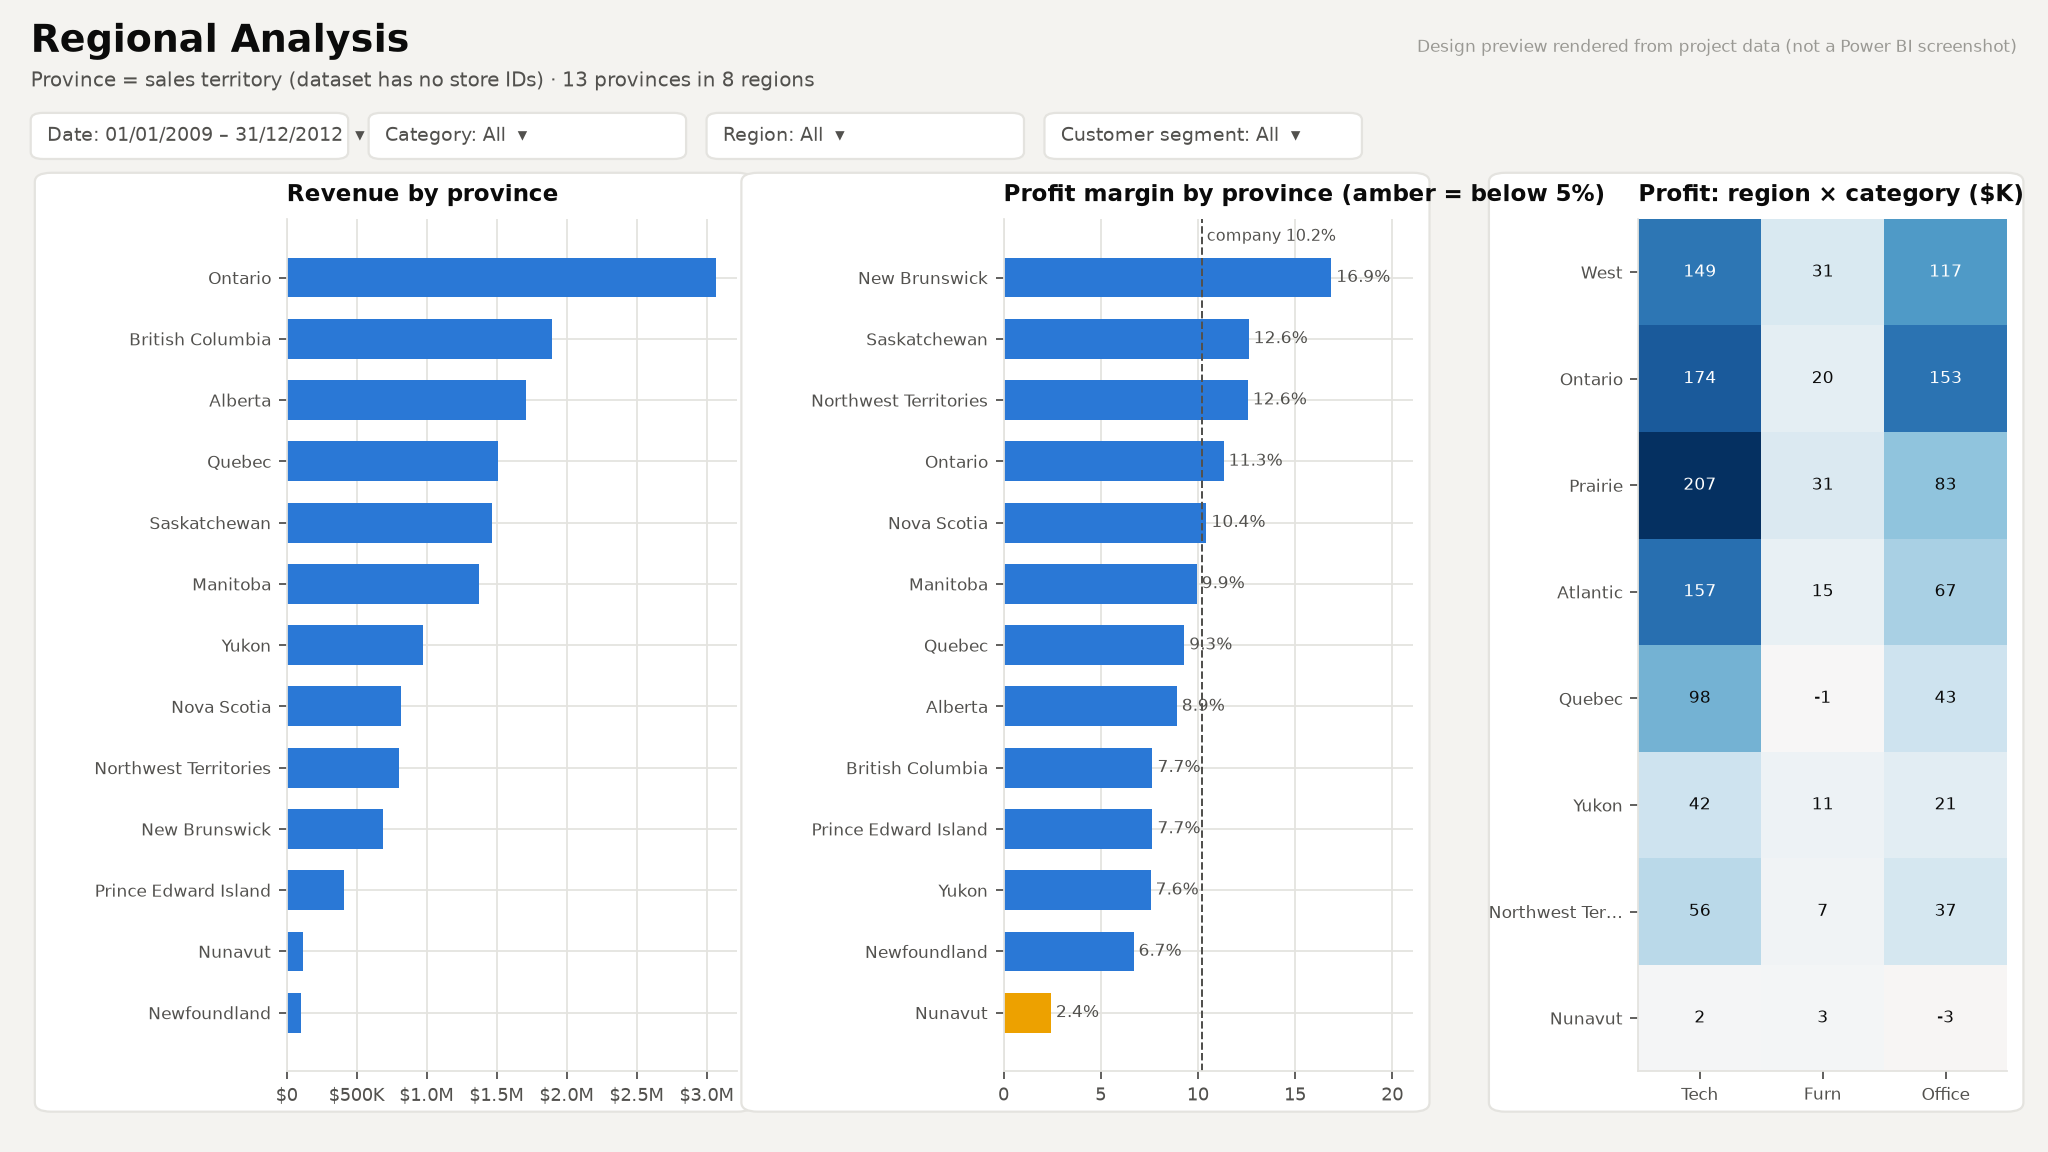 Regional Analysis
Design preview rendered from project data (not a Power BI screenshot)
Province = sales territory (dataset has no store IDs) · 13 provinces in 8 regions
Date: 01/01/2009 – 31/12/2012 ▾
Category: All ▾
Region: All ▾
Customer segment: All ▾
Revenue by province
Ontario
British Columbia
Alberta
Quebec
Saskatchewan
Manitoba
Yukon
Nova Scotia
Northwest Territories
New Brunswick
Prince Edward Island
Nunavut
Newfoundland
$0 $500K $1.0M $1.5M $2.0M $2.5M $3.0M
Profit margin by province (amber = below 5%)
company 10.2%
New Brunswick 16.9%
Saskatchewan 12.6%
Northwest Territories 12.6%
Ontario 11.3%
Nova Scotia 10.4%
Manitoba 9.9%
Quebec 9.3%
Alberta 8.9%
British Columbia 7.7%
Prince Edward Island 7.7%
Yukon 7.6%
Newfoundland 6.7%
Nunavut 2.4%
0 5 10 15 20
Profit: region × category ($K)
West 149 31 117
Ontario 174 20 153
Prairie 207 31 83
Atlantic 157 15 67
Quebec 98 -1 43
Yukon 42 11 21
Northwest Ter... 56 7 37
Nunavut 2 3 -3
Tech Furn Office